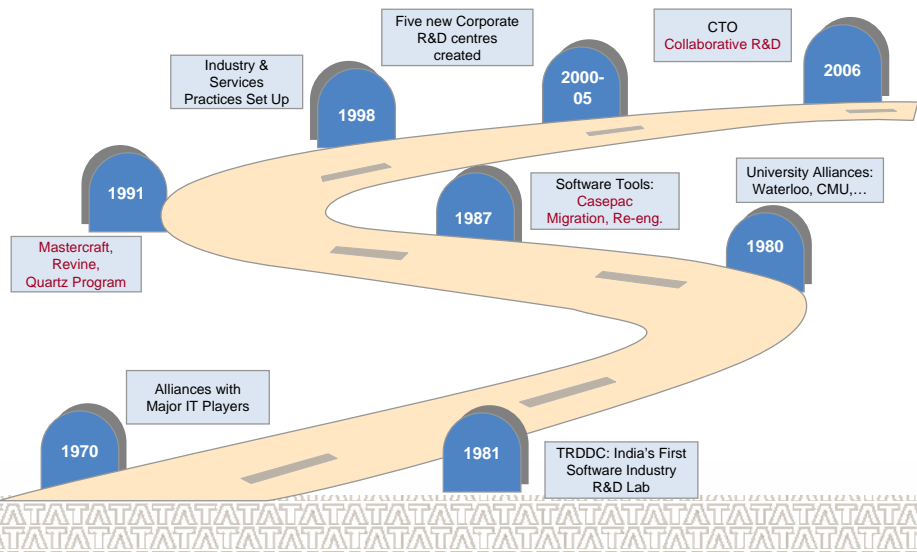 Five new Corporate
R&D centres
created
CTO
Collaborative R&D
Industry &
Services
Practices Set Up
1998
2000-
05
2006
1991
Mastercraft,
Revine,
Quartz Program
1987
Software Tools:
Casepac
Migration, Re-eng.
University Alliances:
Waterloo, CMU,…
1980
Alliances with
Major IT Players
1970
1981
TRDDC: India's First
Software Industry
R&D Lab
TATATATATATATATATATATATATATATATATATA